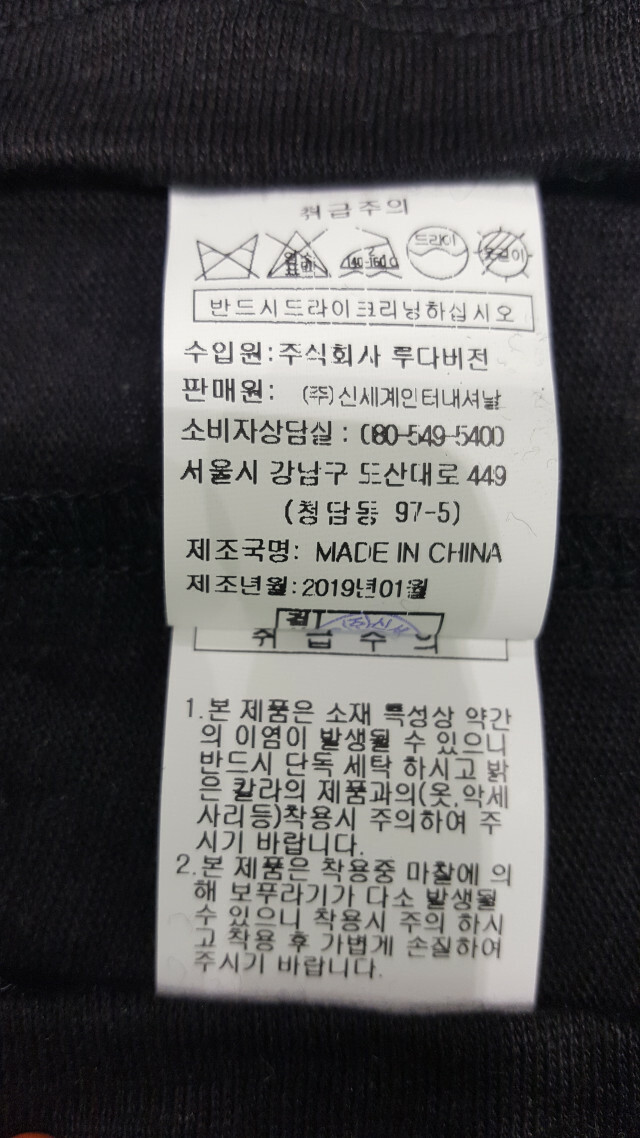 취급주의
140~160℃
드라이
옷걸이
반드시드라이크리닝하십시오
수입원:주식회사 루다버전
판매원: (주)신세계인터내셔날
소비자상담실 : 080-549-5400
서울시 강남구 도산대로 449
(청담동 97-5)
제조국명: MADE IN CHINA
제조년월:2019년01월
취급주의
1.본 제품은 소재 특성상 약간
의 이염이 발생될 수 있으니
반드시 단독 세탁 하시고 밝
은 칼라의 제품과의(옷,악세
사리등)착용시 주의하여 주
시기 바랍니다.
2.본 제품은 착용중 마찰에 의
해 보푸라기가 다소 발생될
수 있으니 착용시 주의 하시
고 착용 후 가볍게 손질하여
주시기 바랍니다.